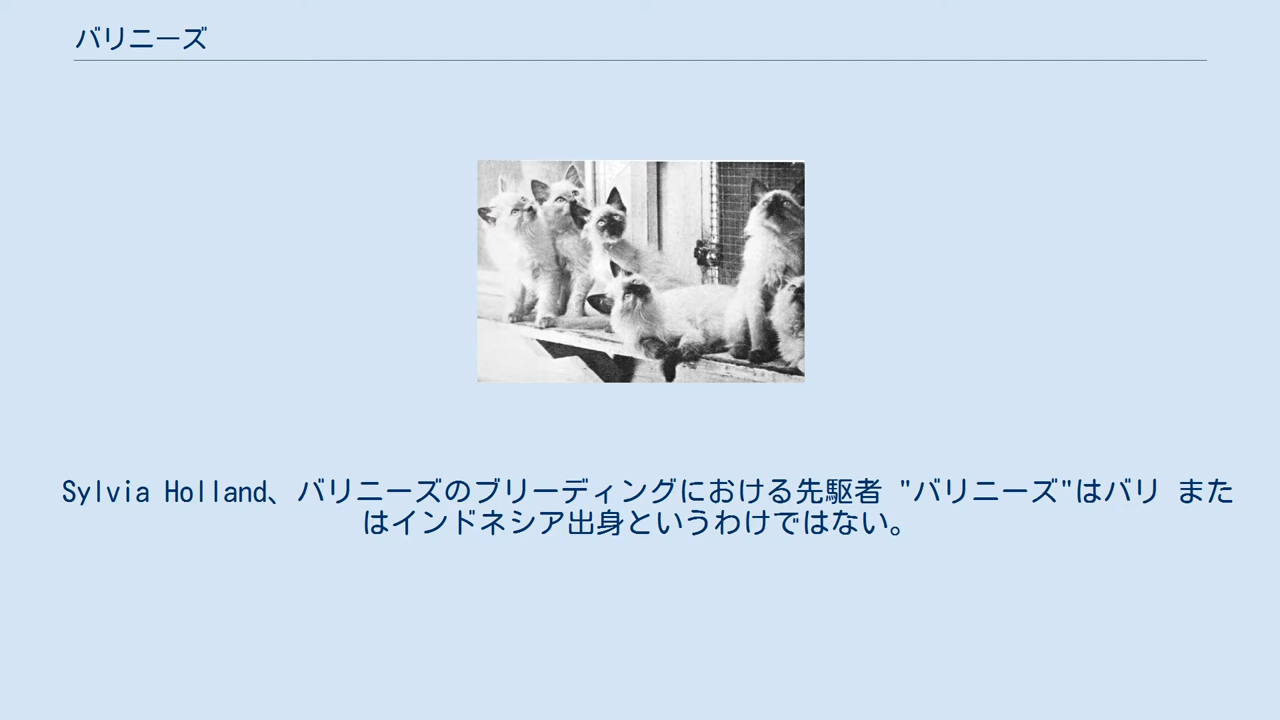 バリニーズ
Sylvia Holland、バリニーズのブリーディングにおける先駆者 "バリニーズ"はバリ また
はインドネシア出身というわけではない。